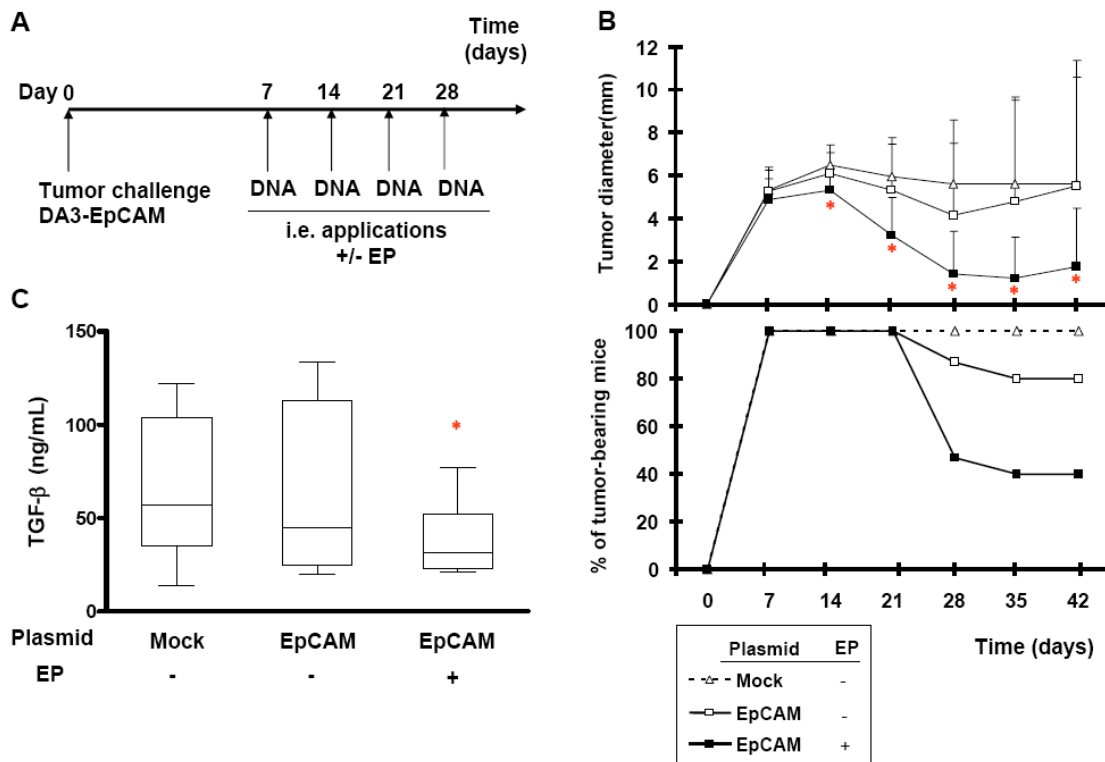 A
Time
(days)
Day 0 7 14 21 28
Tumor challenge
DA3-EpCAM
DNA DNA DNA DNA
i.e. applications
+/- EP
B
Tumor diameter(mm)
12
10
8
6
4
2
0
*
*
*
*
*
% of tumor-bearing mice
100
80
60
40
20
0
0 7 14 21 28 35 42
Time (days)
Plasmid EP
Mock -
EpCAM -
EpCAM +
C
TGF-β (ng/mL)
150
100
50
0
*
Plasmid Mock EpCAM EpCAM
EP - - +